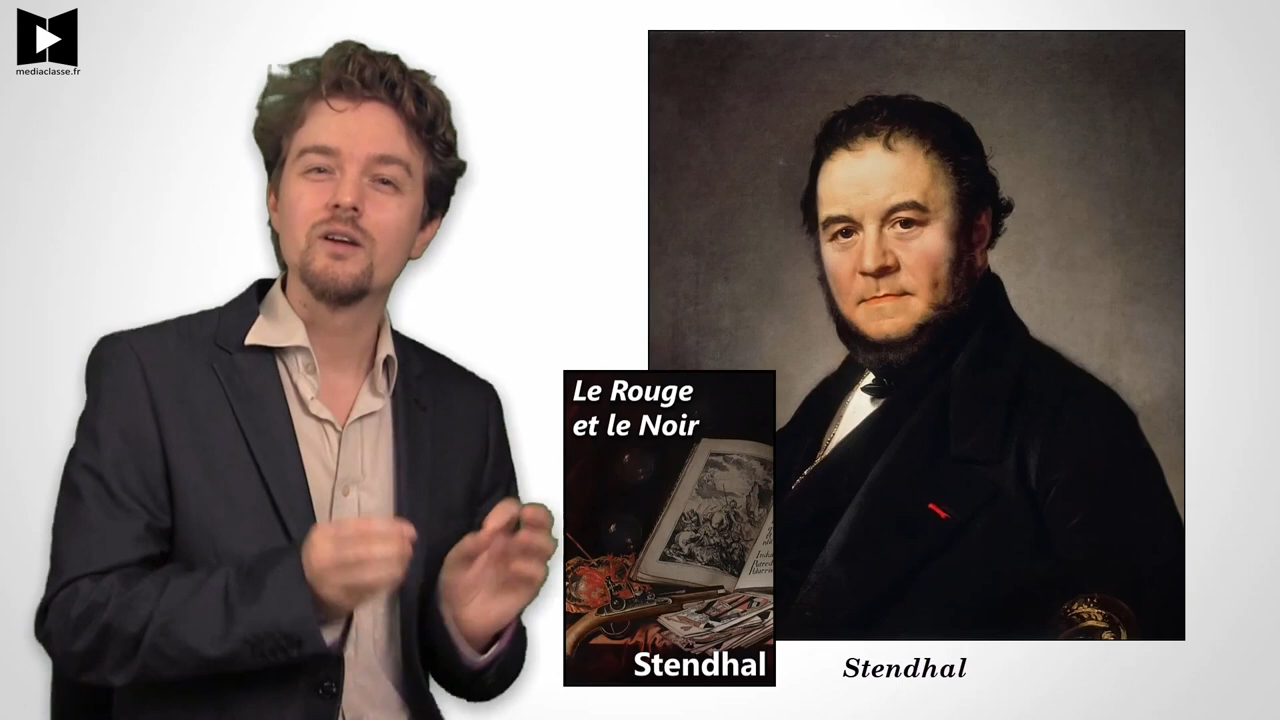 mediaclasse.fr
Le Rouge
et le Noir
Stendhal
Stendhal